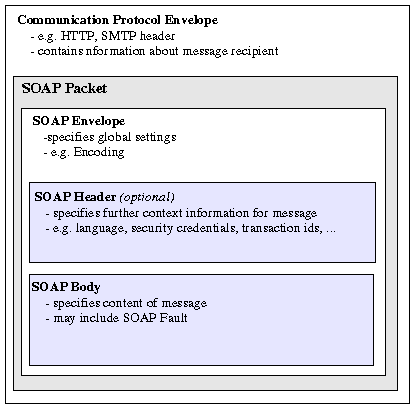 Communication Protocol Envelope
- e.g. HTTP, SMTP header
- contains nformation about message recipient
SOAP Packet
SOAP Envelope
-specifies global settings
- e.g. Encoding
SOAP Header (optional)
- specifies further context information for message
- e.g. language, security credentials, transaction ids, ...
SOAP Body
- specifies content of message
- may include SOAP Fault